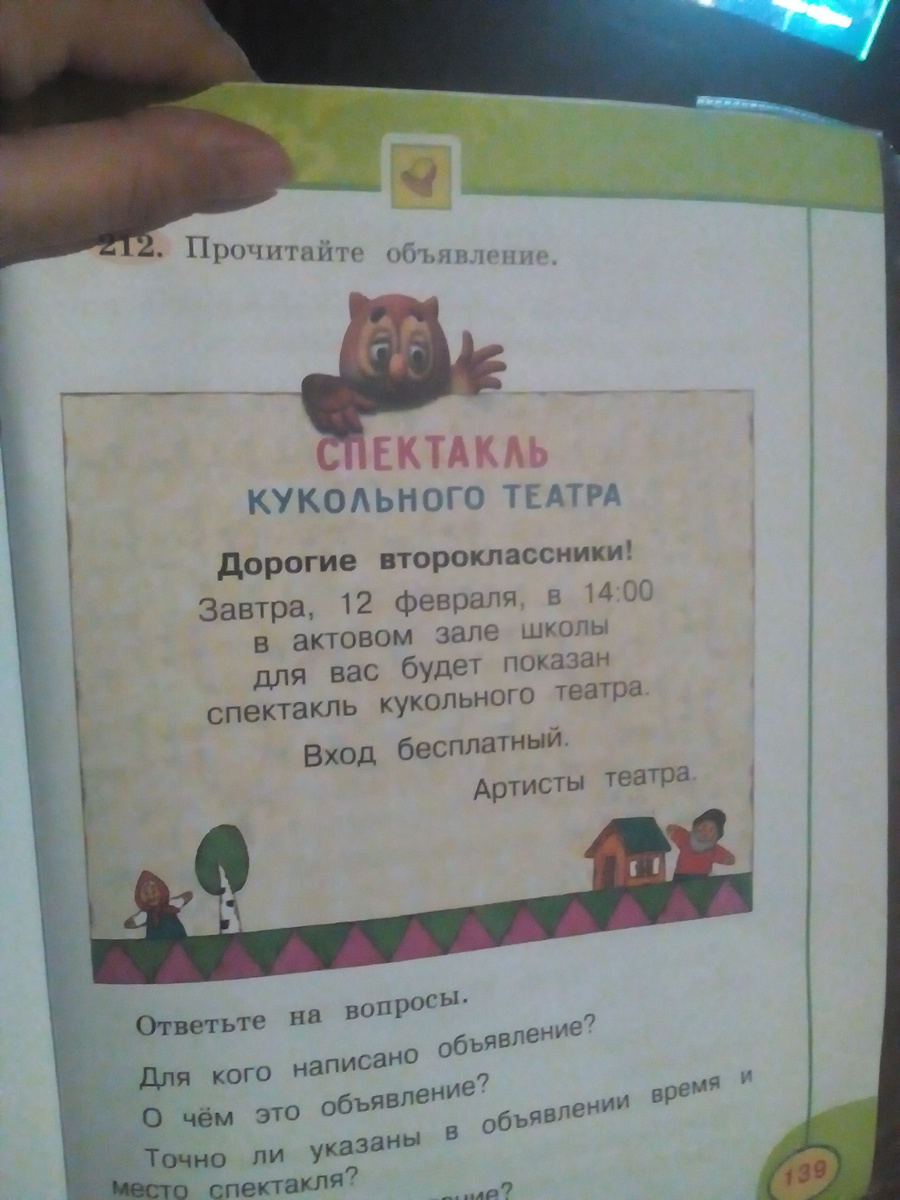 212. Прочитайте объявление.
СПЕКТАКЛЬ
КУКОЛЬНОГО ТЕАТРА
Дорогие второклассники!
Завтра, 12 февраля, в 14:00
в актовом зале школы
для вас будет показан
спектакль кукольного театра.
Вход бесплатный.
Артисты театра.
Ответьте на вопросы.
Для кого написано объявление?
О чём это объявление?
Точно ли указаны в объявлении время и
место спектакля?
139